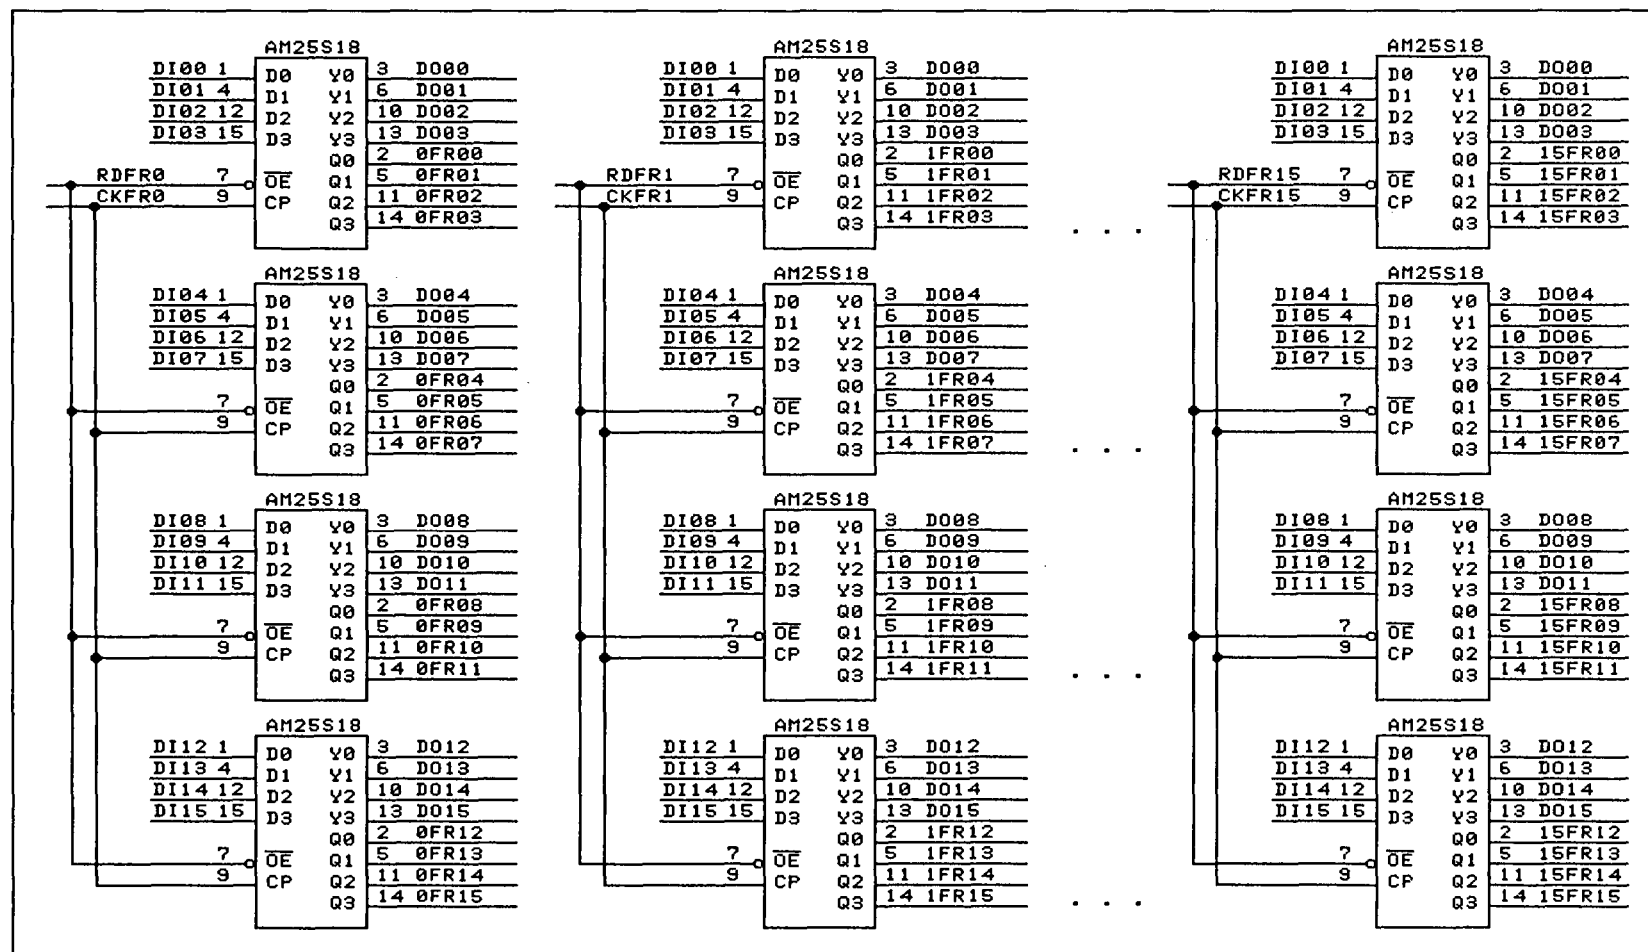 AM25S18
DI00 1 D0 Y0 3 DO00
DI01 4 D1 Y1 6 DO01
DI02 12 D2 Y2 10 DO02
DI03 15 D3 Y3 13 DO03
Q0 2 0FR00
RDFR0 7 OE Q1 5 0FR01
CKFR0 9 CP Q2 11 0FR02
Q3 14 0FR03
AM25S18
DI00 1 D0 Y0 3 DO00
DI01 4 D1 Y1 6 DO01
DI02 12 D2 Y2 10 DO02
DI03 15 D3 Y3 13 DO03
Q0 2 1FR00
RDFR1 7 OE Q1 5 1FR01
CKFR1 9 CP Q2 11 1FR02
Q3 14 1FR03
. . .
AM25S18
DI00 1 D0 Y0 3 DO00
DI01 4 D1 Y1 6 DO01
DI02 12 D2 Y2 10 DO02
DI03 15 D3 Y3 13 DO03
Q0 2 15FR00
RDFR15 7 OE Q1 5 15FR01
CKFR15 9 CP Q2 11 15FR02
Q3 14 15FR03
AM25S18
DI04 1 D0 Y0 3 DO04
DI05 4 D1 Y1 6 DO05
DI06 12 D2 Y2 10 DO06
DI07 15 D3 Y3 13 DO07
Q0 2 0FR04
7 OE Q1 5 0FR05
9 CP Q2 11 0FR06
Q3 14 0FR07
AM25S18
DI04 1 D0 Y0 3 DO04
DI05 4 D1 Y1 6 DO05
DI06 12 D2 Y2 10 DO06
DI07 15 D3 Y3 13 DO07
Q0 2 1FR04
7 OE Q1 5 1FR05
9 CP Q2 11 1FR06
Q3 14 1FR07
. . .
AM25S18
DI04 1 D0 Y0 3 DO04
DI05 4 D1 Y1 6 DO05
DI06 12 D2 Y2 10 DO06
DI07 15 D3 Y3 13 DO07
Q0 2 15FR04
7 OE Q1 5 15FR05
9 CP Q2 11 15FR06
Q3 14 15FR07
AM25S18
DI08 1 D0 Y0 3 DO08
DI09 4 D1 Y1 6 DO09
DI10 12 D2 Y2 10 DO10
DI11 15 D3 Y3 13 DO11
Q0 2 0FR08
7 OE Q1 5 0FR09
9 CP Q2 11 0FR10
Q3 14 0FR11
AM25S18
DI08 1 D0 Y0 3 DO08
DI09 4 D1 Y1 6 DO09
DI10 12 D2 Y2 10 DO10
DI11 15 D3 Y3 13 DO11
Q0 2 1FR08
7 OE Q1 5 1FR09
9 CP Q2 11 1FR10
Q3 14 1FR11
. . .
AM25S18
DI08 1 D0 Y0 3 DO08
DI09 4 D1 Y1 6 DO09
DI10 12 D2 Y2 10 DO10
DI11 15 D3 Y3 13 DO11
Q0 2 15FR08
7 OE Q1 5 15FR09
9 CP Q2 11 15FR10
Q3 14 15FR11
AM25S18
DI12 1 D0 Y0 3 DO12
DI13 4 D1 Y1 6 DO13
DI14 12 D2 Y2 10 DO14
DI15 15 D3 Y3 13 DO15
Q0 2 0FR12
7 OE Q1 5 0FR13
9 CP Q2 11 0FR14
Q3 14 0FR15
AM25S18
DI12 1 D0 Y0 3 DO12
DI13 4 D1 Y1 6 DO13
DI14 12 D2 Y2 10 DO14
DI15 15 D3 Y3 13 DO15
Q0 2 1FR12
7 OE Q1 5 1FR13
9 CP Q2 11 1FR14
Q3 14 1FR15
. . .
AM25S18
DI12 1 D0 Y0 3 DO12
DI13 4 D1 Y1 6 DO13
DI14 12 D2 Y2 10 DO14
DI15 15 D3 Y3 13 DO15
Q0 2 15FR12
7 OE Q1 5 15FR13
9 CP Q2 11 15FR14
Q3 14 15FR15